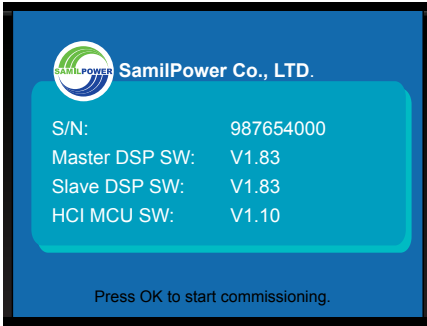 SAMILPOWER SamilPower Co., LTD.
S/N: 987654000
Master DSP SW: V1.83
Slave DSP SW: V1.83
HCI MCU SW: V1.10
Press OK to start commissioning.